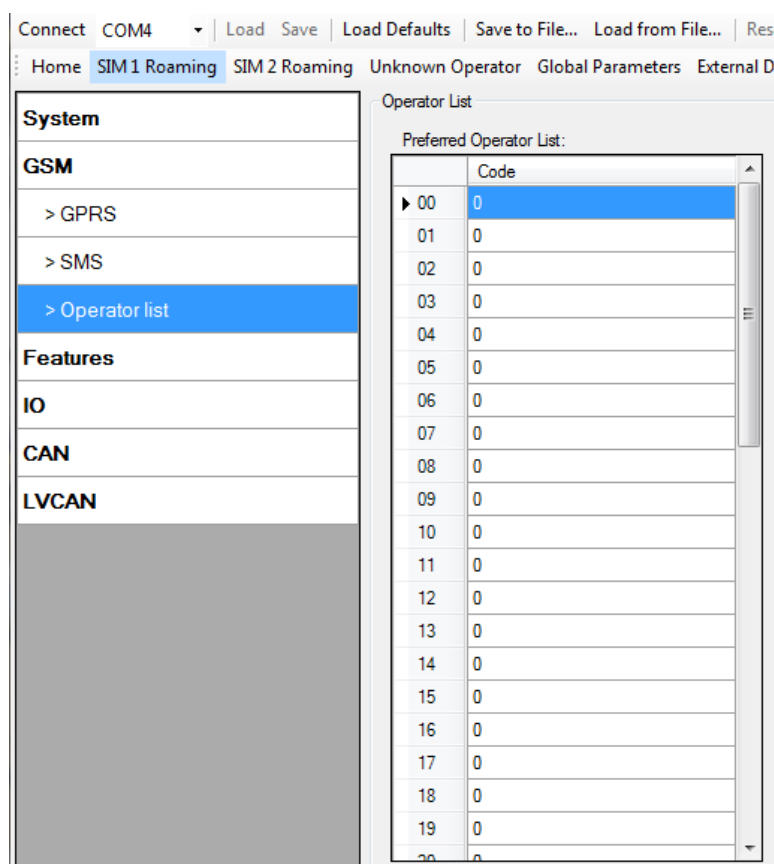 Connect COM4 Load Save Load Defaults Save to File... Load from File... Res
Home SIM 1 Roaming SIM 2 Roaming Unknown Operator Global Parameters External D
System
GSM
> GPRS
> SMS
> Operator list
Features
IO
CAN
LVCAN
Operator List
Preferred Operator List:
Code
00 0
01 0
02 0
03 0
04 0
05 0
06 0
07 0
08 0
09 0
10 0
11 0
12 0
13 0
14 0
15 0
16 0
17 0
18 0
19 0
20 0